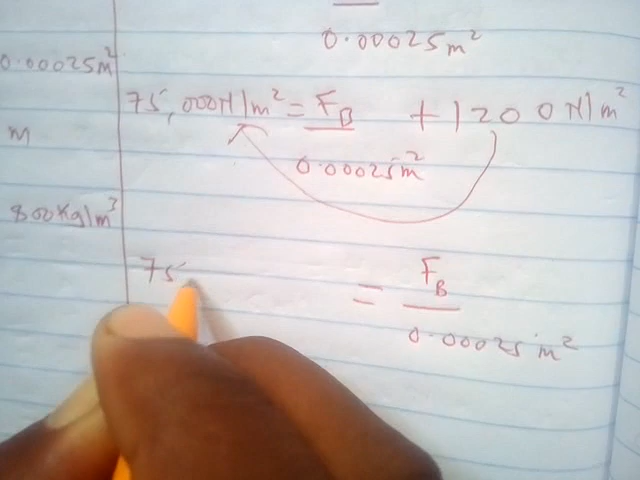 0.00025m²
0.00025m²
75,000N/m² = F_B + 1200N/m²
m
0.00025m²
800Kg/m³
75 = F_B
0.00025m²